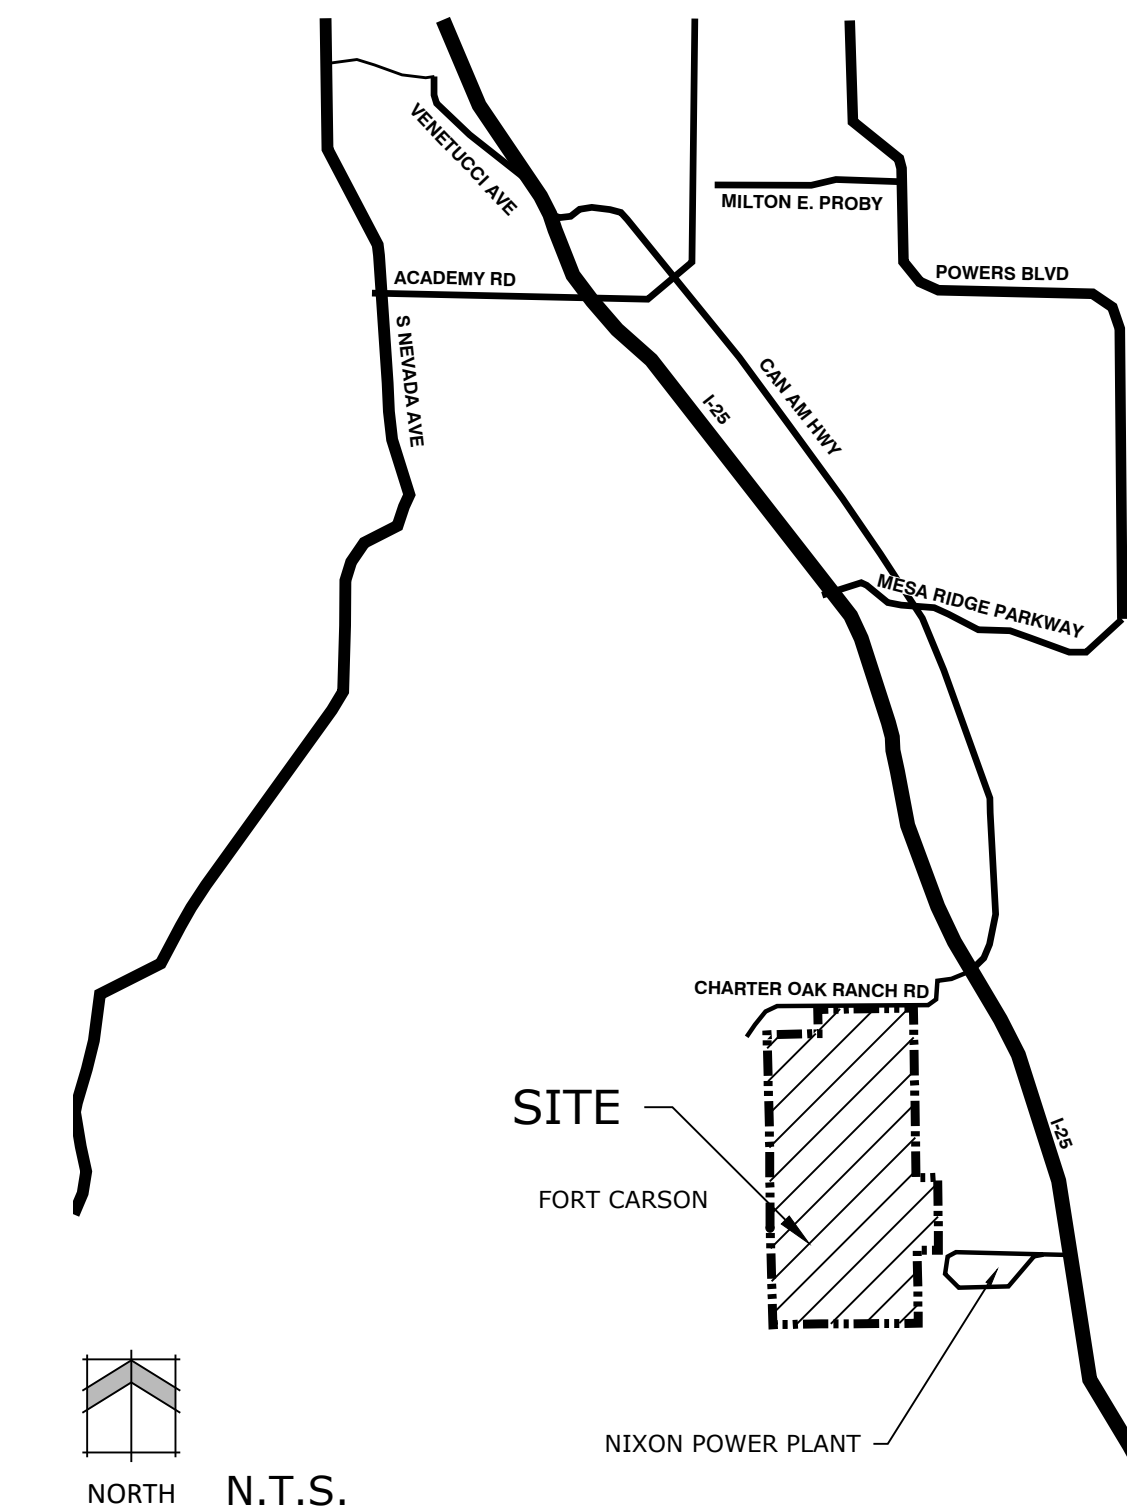 VENETUCCI AVE
MILTON E. PROBY
ACADEMY RD
POWERS BLVD
S NEVADA AVE
I-25
CAN AM HWY
MESA RIDGE PARKWAY
CHARTER OAK RANCH RD
SITE
I-25
FORT CARSON
NIXON POWER PLANT
NORTH
N.T.S.